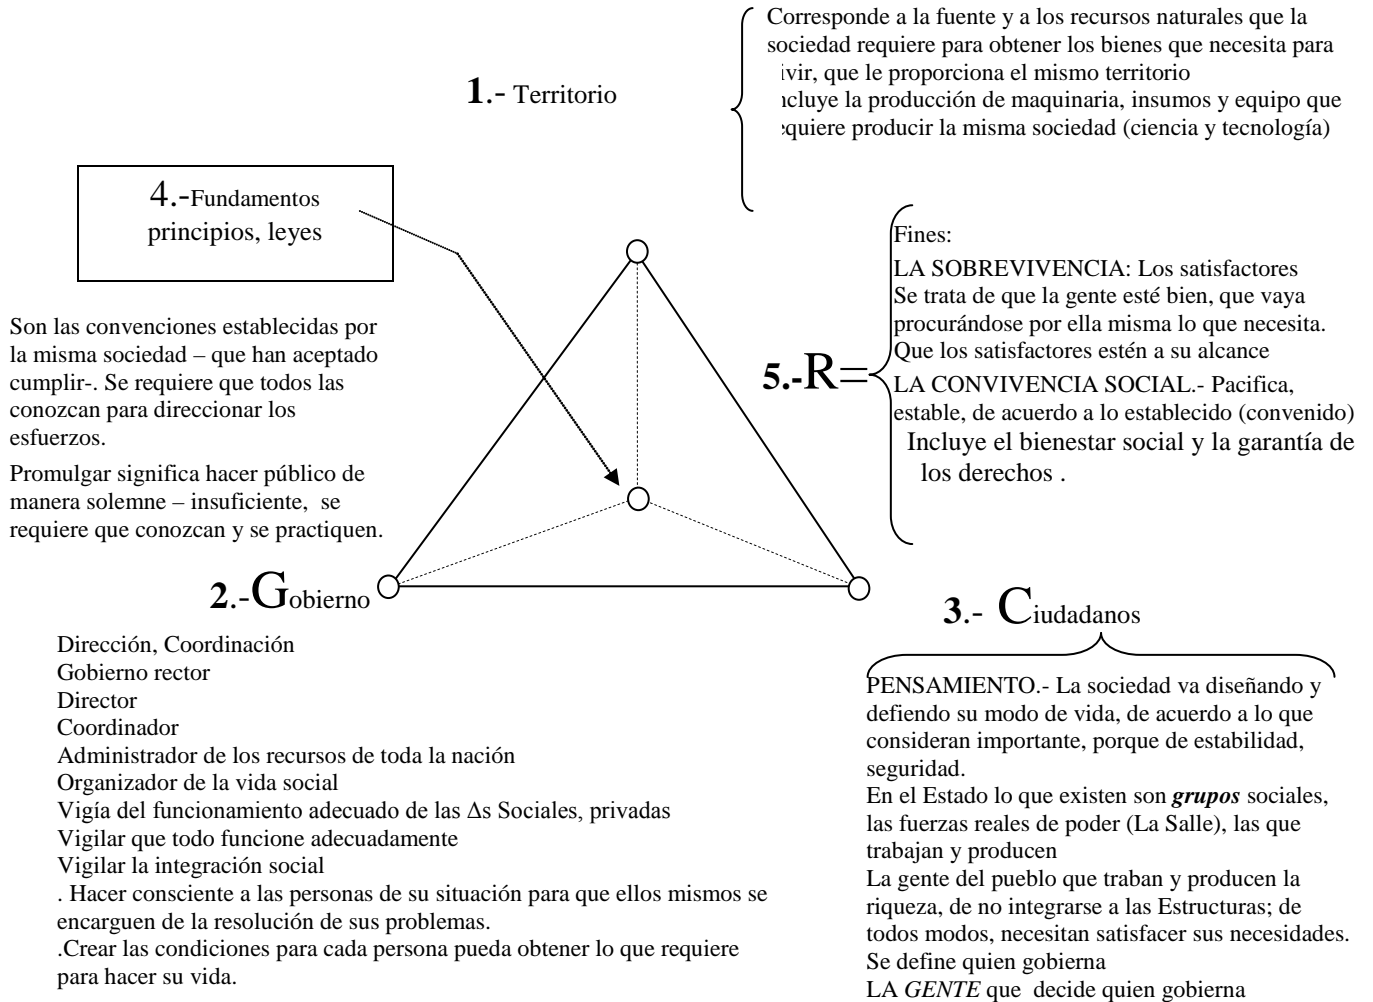 Corresponde a la fuente y a los recursos naturales que la
sociedad requiere para obtener los bienes que necesita para
ivir, que le proporciona el mismo territorio
ncluye la producción de maquinaria, insumos y equipo que
equiere producir la misma sociedad (ciencia y tecnología)
1.- Territorio
4.-Fundamentos
principios, leyes
Son las convenciones establecidas por
la misma sociedad – que han aceptado
cumplir-. Se requiere que todos las
conozcan para direccionar los
esfuerzos.
Promulgar significa hacer público de
manera solemne – insuficiente, se
requiere que conozcan y se practiquen.
5.-R=
Fines:
LA SOBREVIVENCIA: Los satisfactores
Se trata de que la gente esté bien, que vaya
procurándose por ella misma lo que necesita.
Que los satisfactores estén a su alcance
LA CONVIVENCIA SOCIAL.- Pacifica,
estable, de acuerdo a lo establecido (convenido)
Incluye el bienestar social y la garantía de
los derechos .
2.-Gobierno
Dirección, Coordinación
Gobierno rector
Director
Coordinador
Administrador de los recursos de toda la nación
Organizador de la vida social
Vigía del funcionamiento adecuado de las Δs Sociales, privadas
Vigilar que todo funcione adecuadamente
Vigilar la integración social
. Hacer consciente a las personas de su situación para que ellos mismos se
encarguen de la resolución de sus problemas.
.Crear las condiciones para cada persona pueda obtener lo que requiere
para hacer su vida.
3.- Ciudadanos
PENSAMIENTO.- La sociedad va diseñando y
defiendo su modo de vida, de acuerdo a lo que
consideran importante, porque de estabilidad,
seguridad.
En el Estado lo que existen son grupos sociales,
las fuerzas reales de poder (La Salle), las que
trabajan y producen
La gente del pueblo que traban y producen la
riqueza, de no integrarse a las Estructuras; de
todos modos, necesitan satisfacer sus necesidades.
Se define quien gobierna
LA GENTE que decide quien gobierna